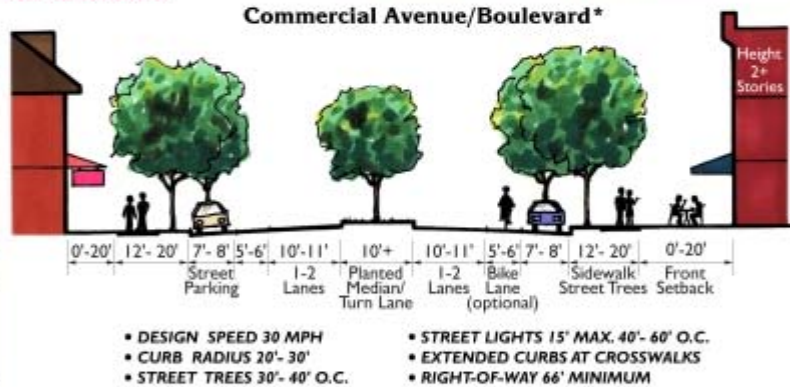 Commercial Avenue/Boulevard*
Height
2+
Stories
0'-20' 12'- 20' 7'- 8' 5'-6' 10'-11' 10'+ 10'-11' 5'-6' 7'- 8' 12'- 20' 0'-20'
Street Parking 1-2 Lanes Planted Median/ Turn Lane 1-2 Lanes Bike Lane (optional) Sidewalk Street Trees Front Setback
• DESIGN SPEED 30 MPH
• CURB RADIUS 20'- 30'
• STREET TREES 30'- 40' O.C.
• STREET LIGHTS 15' MAX. 40'- 60' O.C.
• EXTENDED CURBS AT CROSSWALKS
• RIGHT-OF-WAY 66' MINIMUM